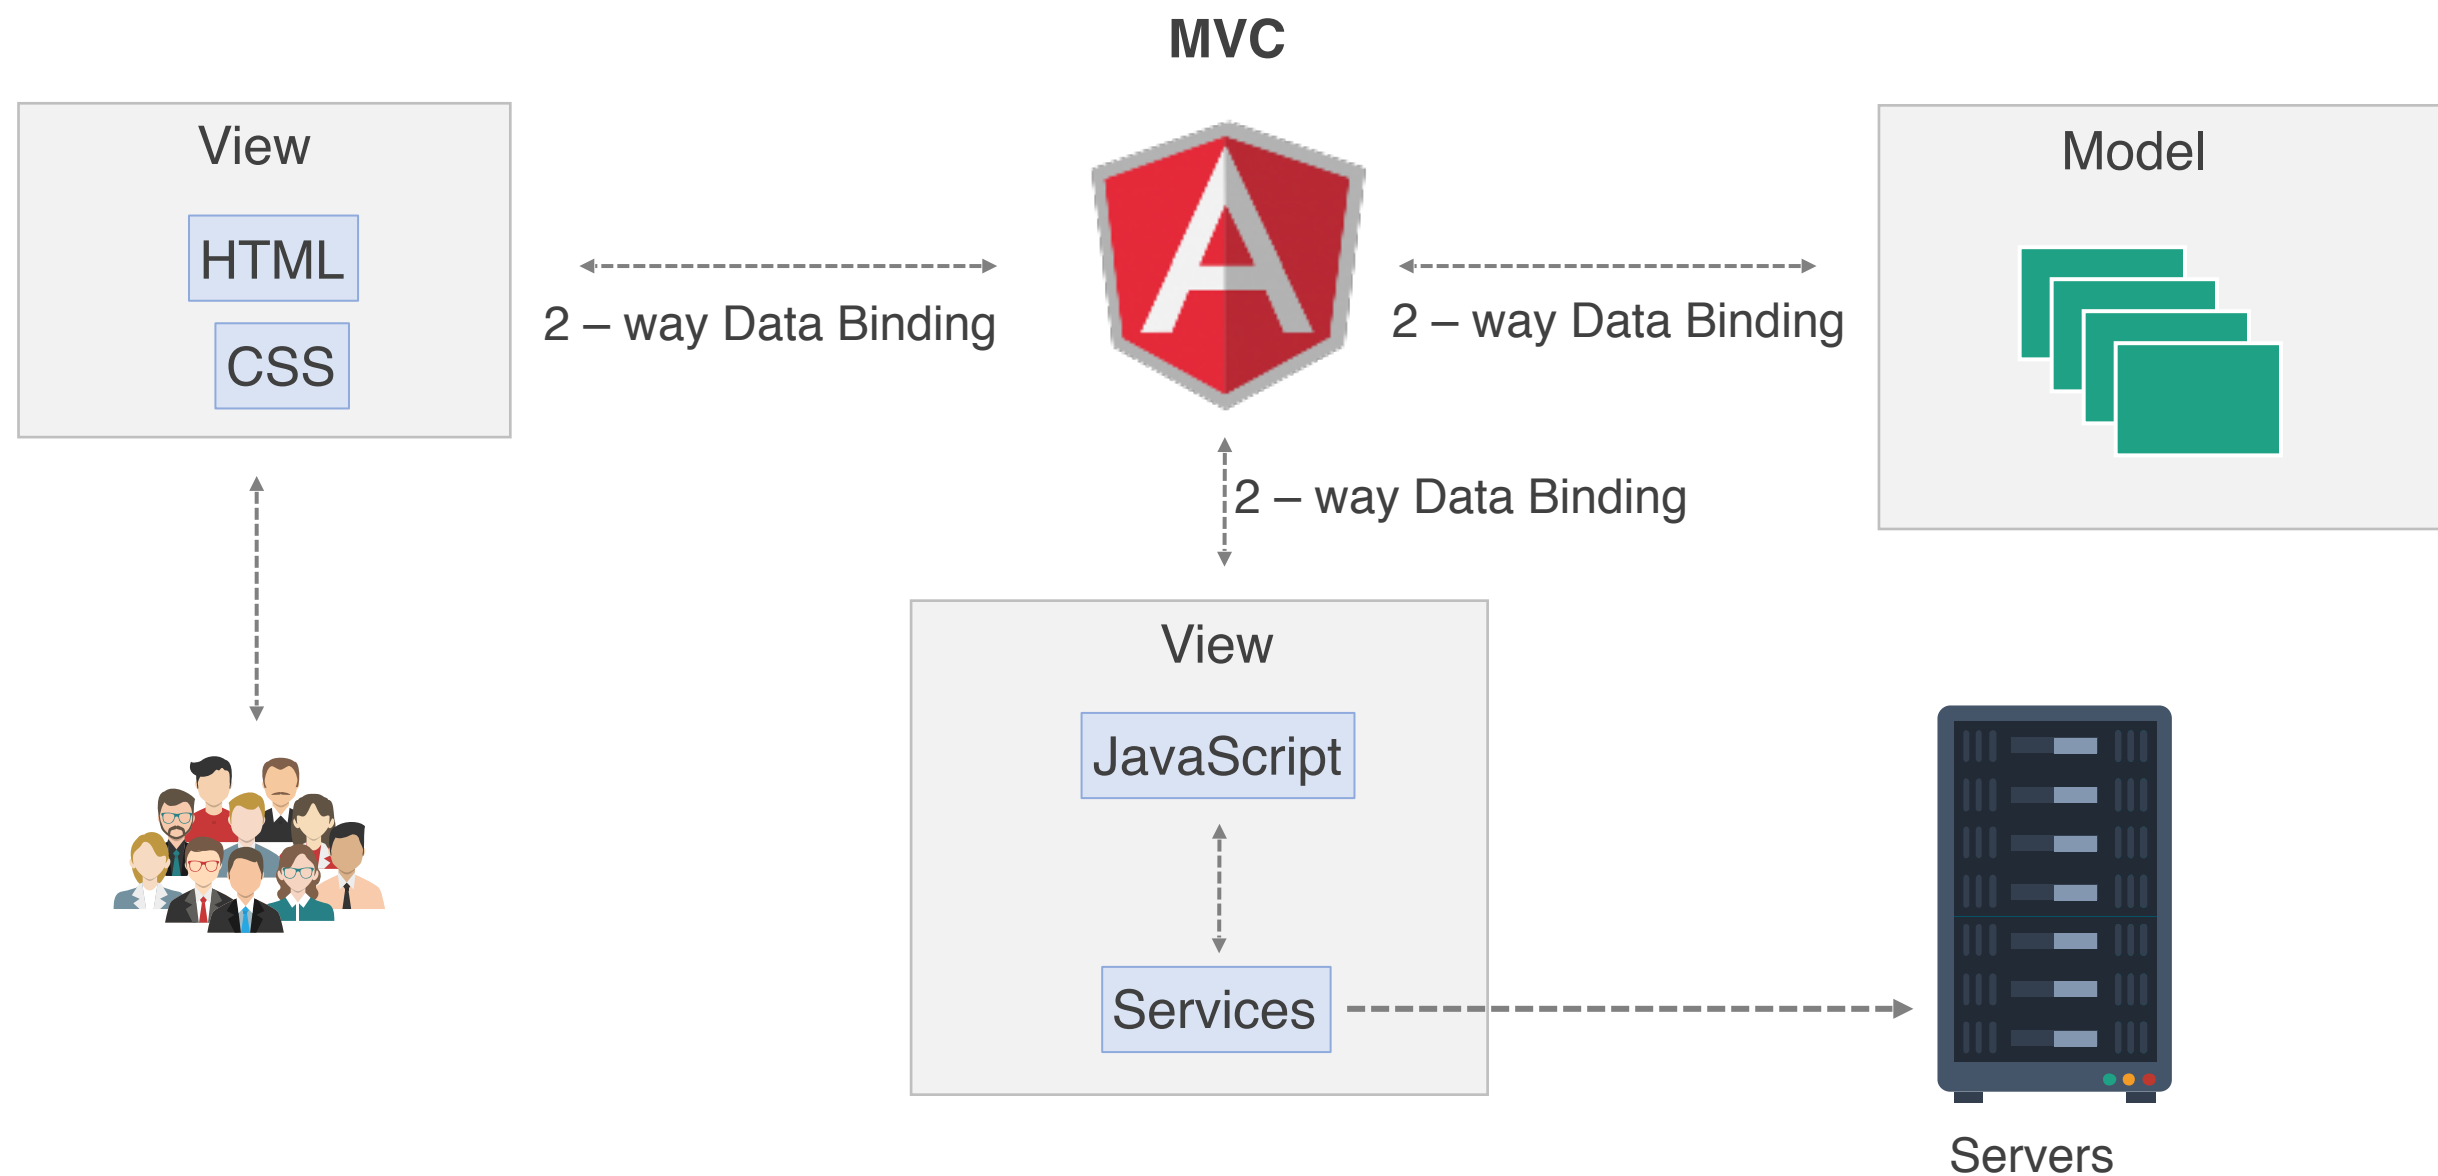 MVC
View
HTML
CSS
2 – way Data Binding
2 – way Data Binding
Model
2 – way Data Binding
View
JavaScript
Services
Servers